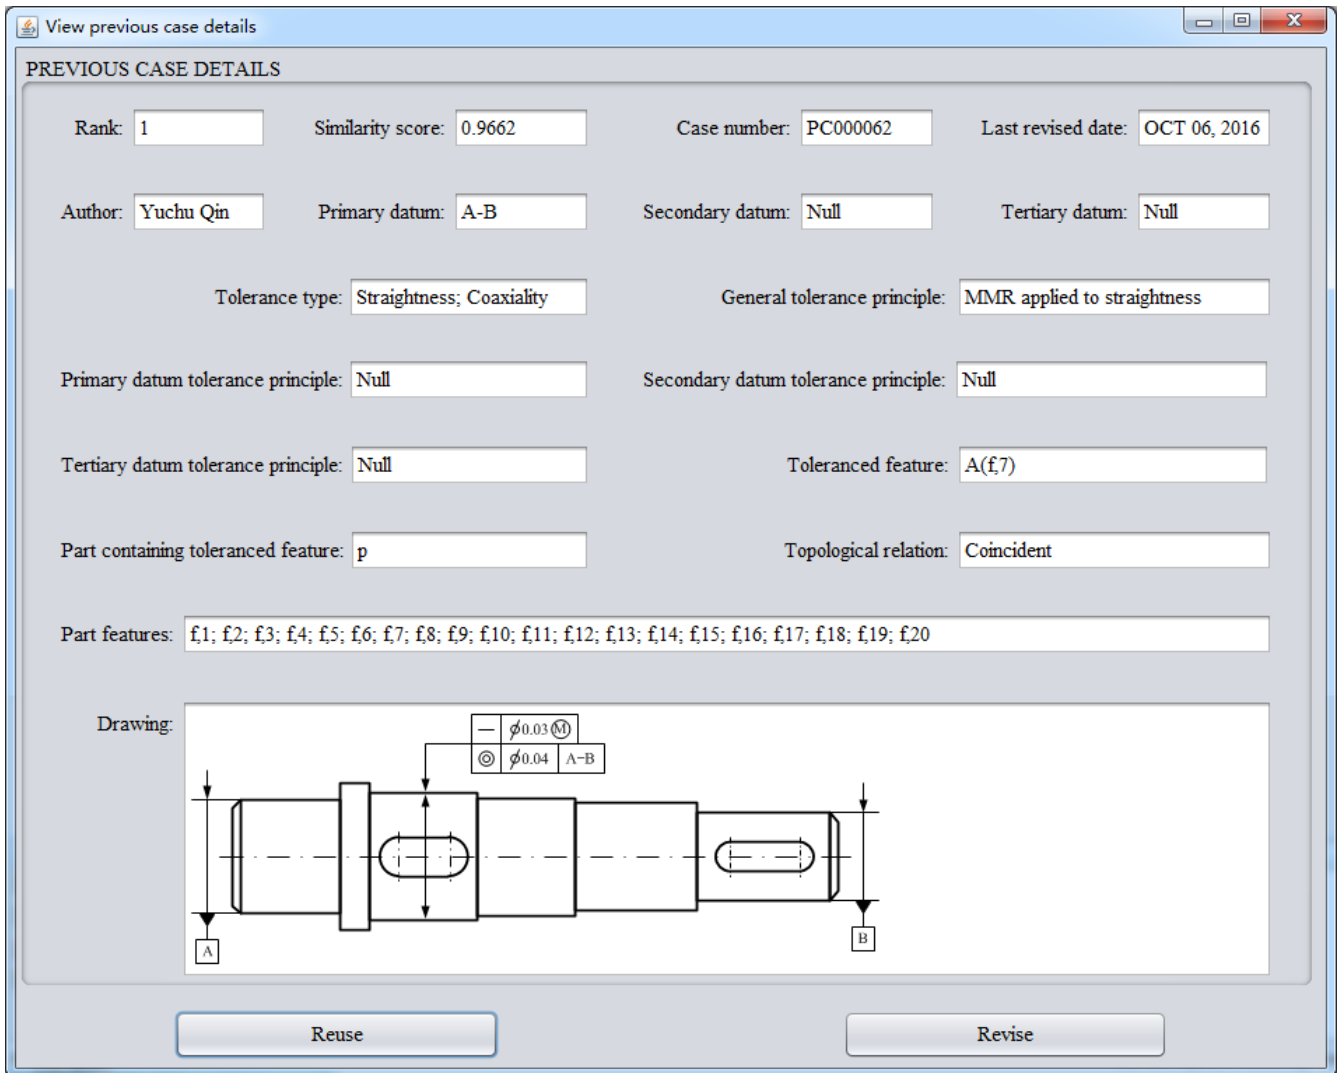 View previous case details
PREVIOUS CASE DETAILS
Rank: 1 Similarity score: 0.9662 Case number: PC000062 Last revised date: OCT 06, 2016
Author: Yuchu Qin Primary datum: A-B Secondary datum: Null Tertiary datum: Null
Tolerance type: Straightness; Coaxiality General tolerance principle: MMR applied to straightness
Primary datum tolerance principle: Null Secondary datum tolerance principle: Null
Tertiary datum tolerance principle: Null Toleranced feature: A(f,7)
Part containing toleranced feature: p Topological relation: Coincident
Part features: f,1; f,2; f,3; f,4; f,5; f,6; f,7; f,8; f,9; f,10; f,11; f,12; f,13; f,14; f,15; f,16; f,17; f,18; f,19; f,20
Drawing:
— ϕ0.03Ⓜ
◎ ϕ0.04 A-B
A B
Reuse Revise